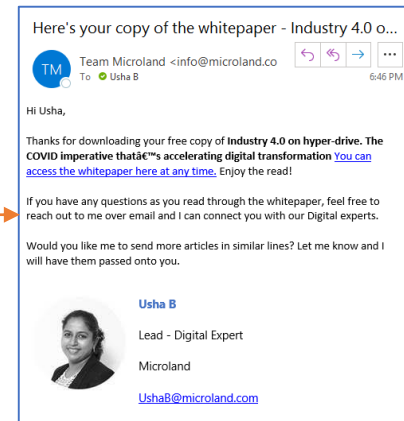 Here's your copy of the whitepaper - Industry 4.0 o...
TM
Team Microland <info@microland.co
To Usha B
6:46 PM
Hi Usha,
Thanks for downloading your free copy of Industry 4.0 on hyper-drive. The
COVID imperative thatâ€™s accelerating digital transformation You can
access the whitepaper here at any time. Enjoy the read!
If you have any questions as you read through the whitepaper, feel free to
reach out to me over email and I can connect you with our Digital experts.
Would you like me to send more articles in similar lines? Let me know and I
will have them passed onto you.
Usha B
Lead - Digital Expert
Microland
UshaB@microland.com